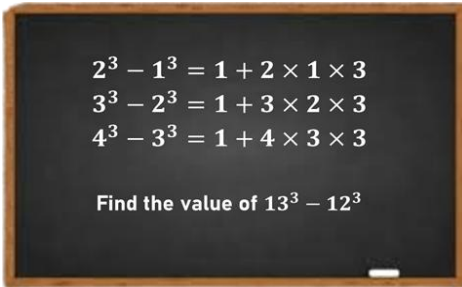 2³ − 1³ = 1 + 2 × 1 × 3
3³ − 2³ = 1 + 3 × 2 × 3
4³ − 3³ = 1 + 4 × 3 × 3
Find the value of 13³ − 12³